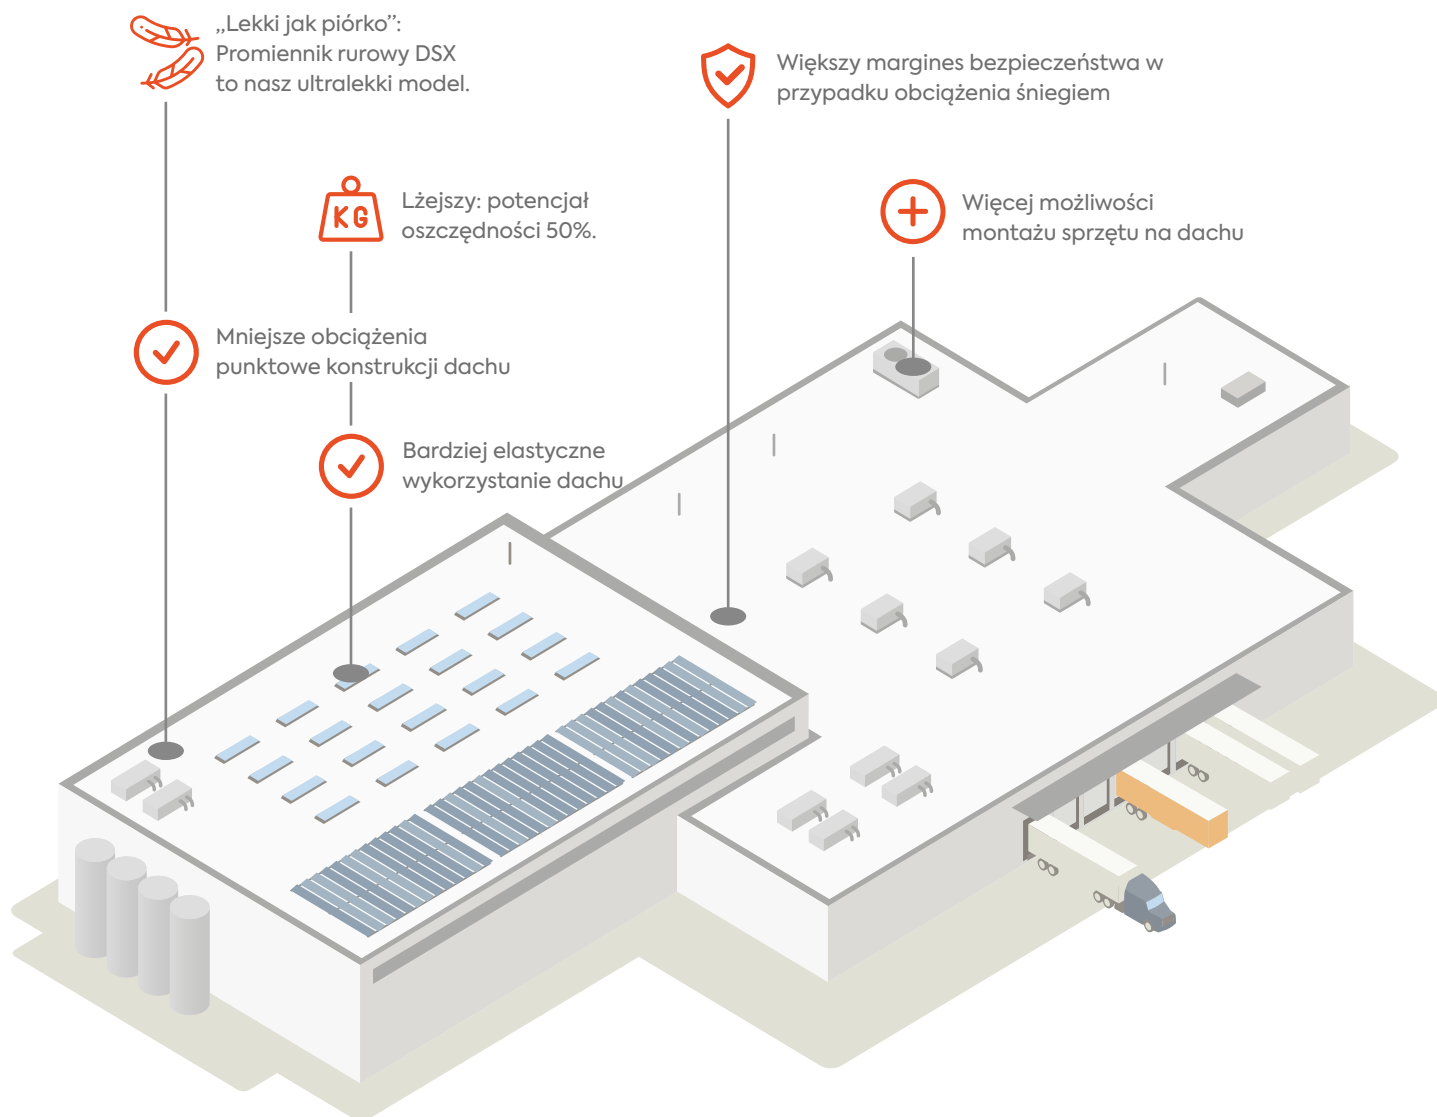 „Lekki jak piórko”:
Promiennik rurowy DSX
to nasz ultralekki model.
Większy margines bezpieczeństwa w
przypadku obciążenia śniegiem
KG
Lżejszy: potencjał
oszczędności 50%.
Więcej możliwości
montażu sprzętu na dachu
Mniejsze obciążenia
punktowe konstrukcji dachu
Bardziej elastyczne
wykorzystanie dachu